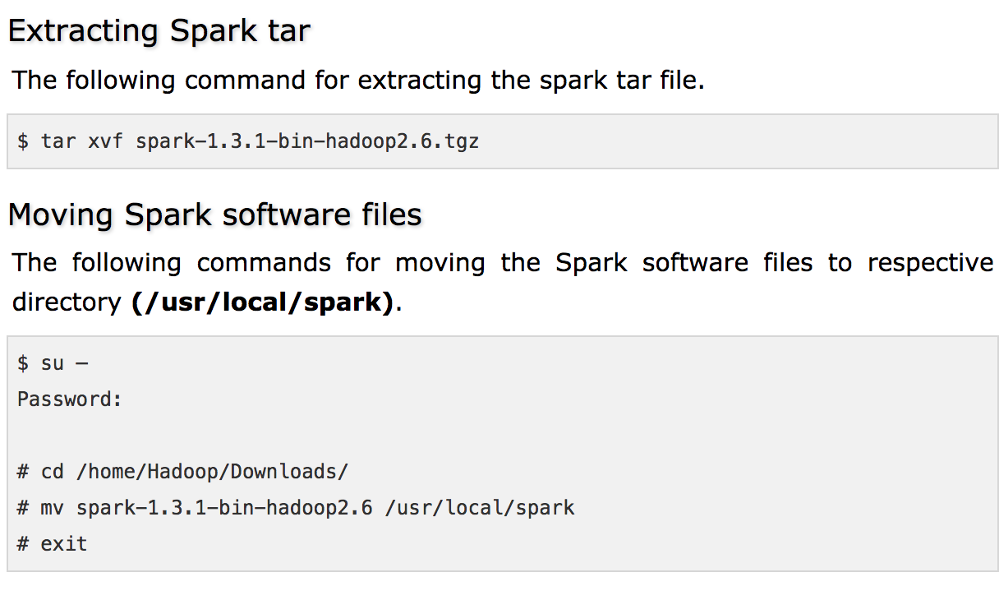 Extracting Spark tar
The following command for extracting the spark tar file.
$ tar xvf spark-1.3.1-bin-hadoop2.6.tgz
Moving Spark software files
The following commands for moving the Spark software files to respective
directory (/usr/local/spark).
$ su –
Password:
# cd /home/Hadoop/Downloads/
# mv spark-1.3.1-bin-hadoop2.6 /usr/local/spark
# exit